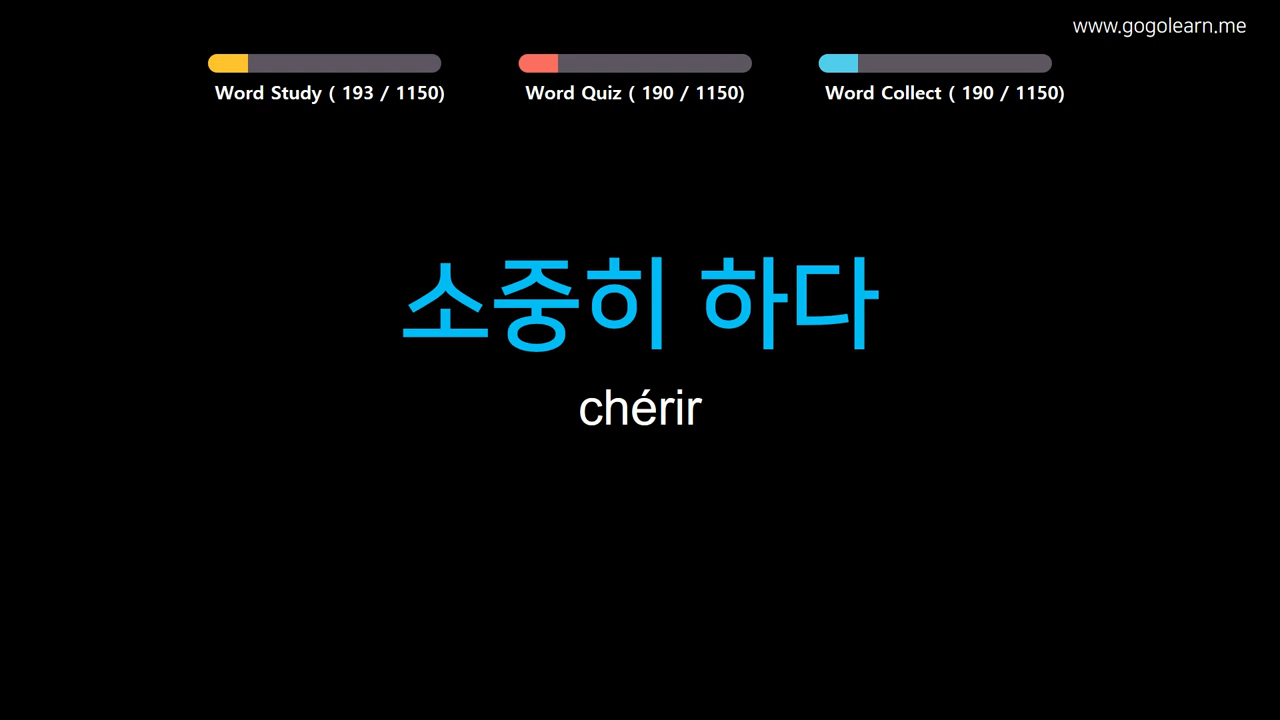 www.gogolearn.me
Word Study ( 193 / 1150)
Word Quiz ( 190 / 1150)
Word Collect ( 190 / 1150)
소중히 하다
chérir